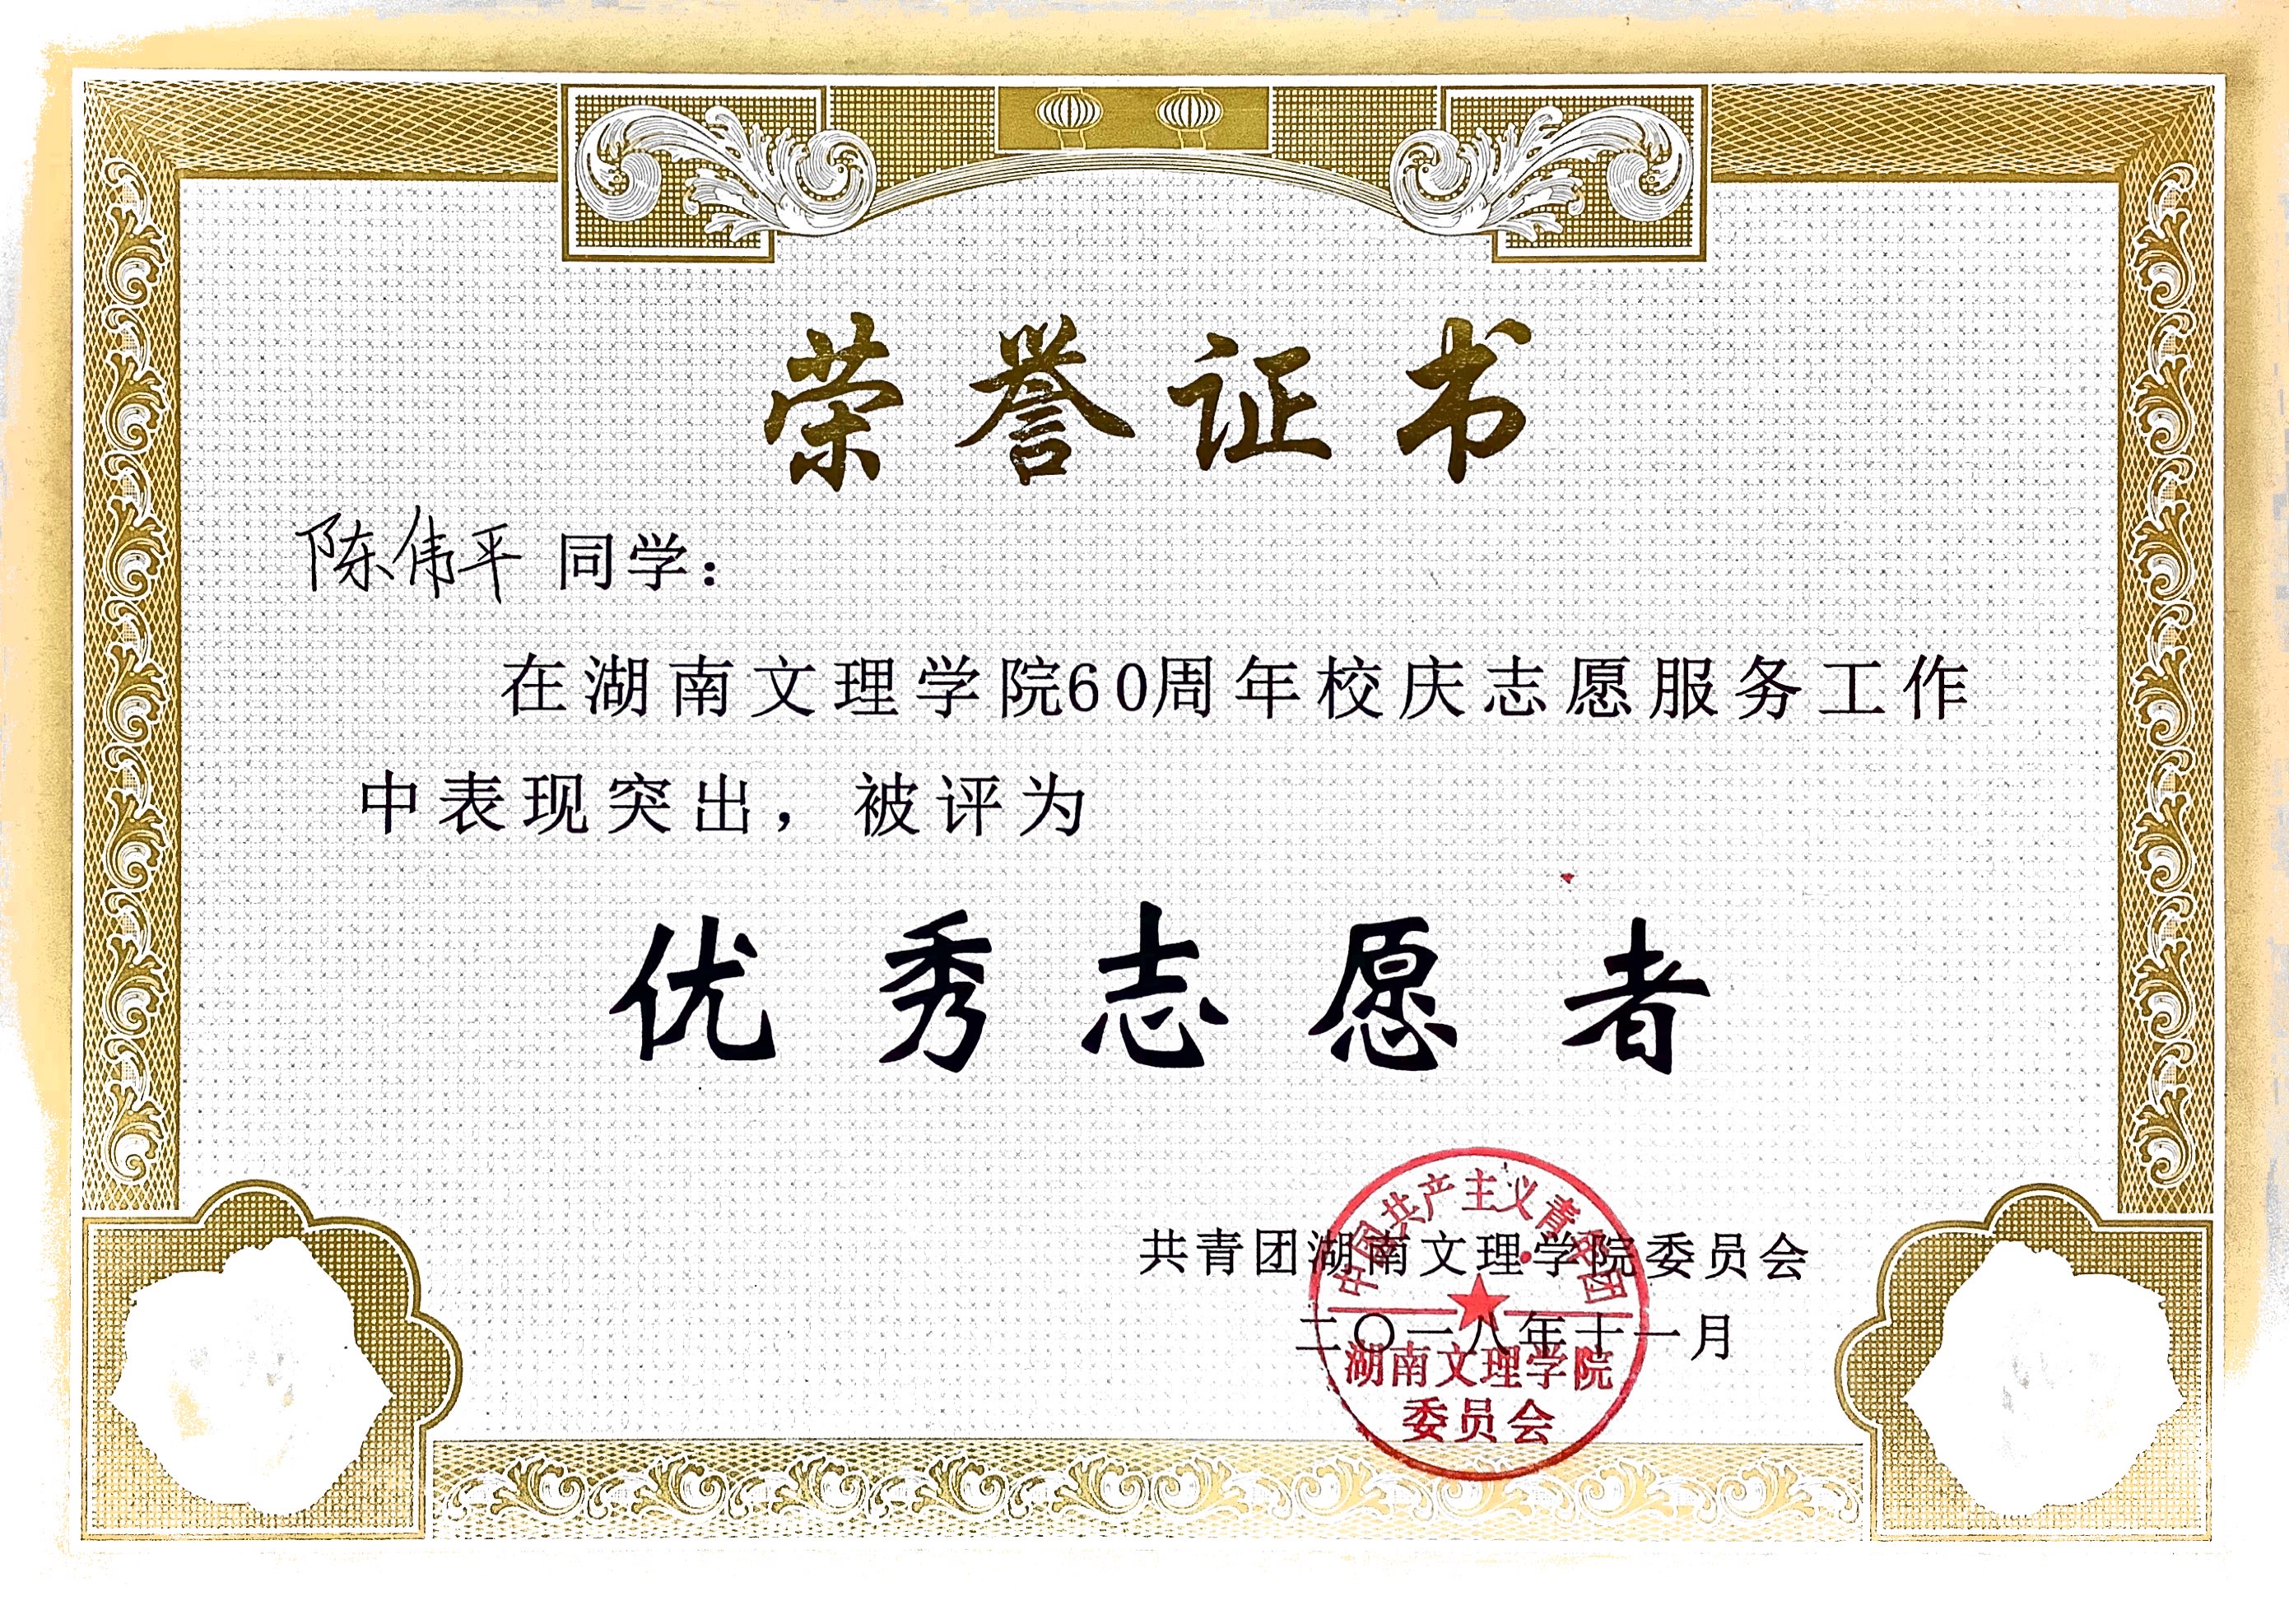 荣誉证书
陈伟平 同学：
在湖南文理学院60周年校庆志愿服务工作
中表现突出，被评为
优秀志愿者
共青团湖南文理学院委员会
二〇一八年十一月
中国共产主义青年团
湖南文理学院
委员会